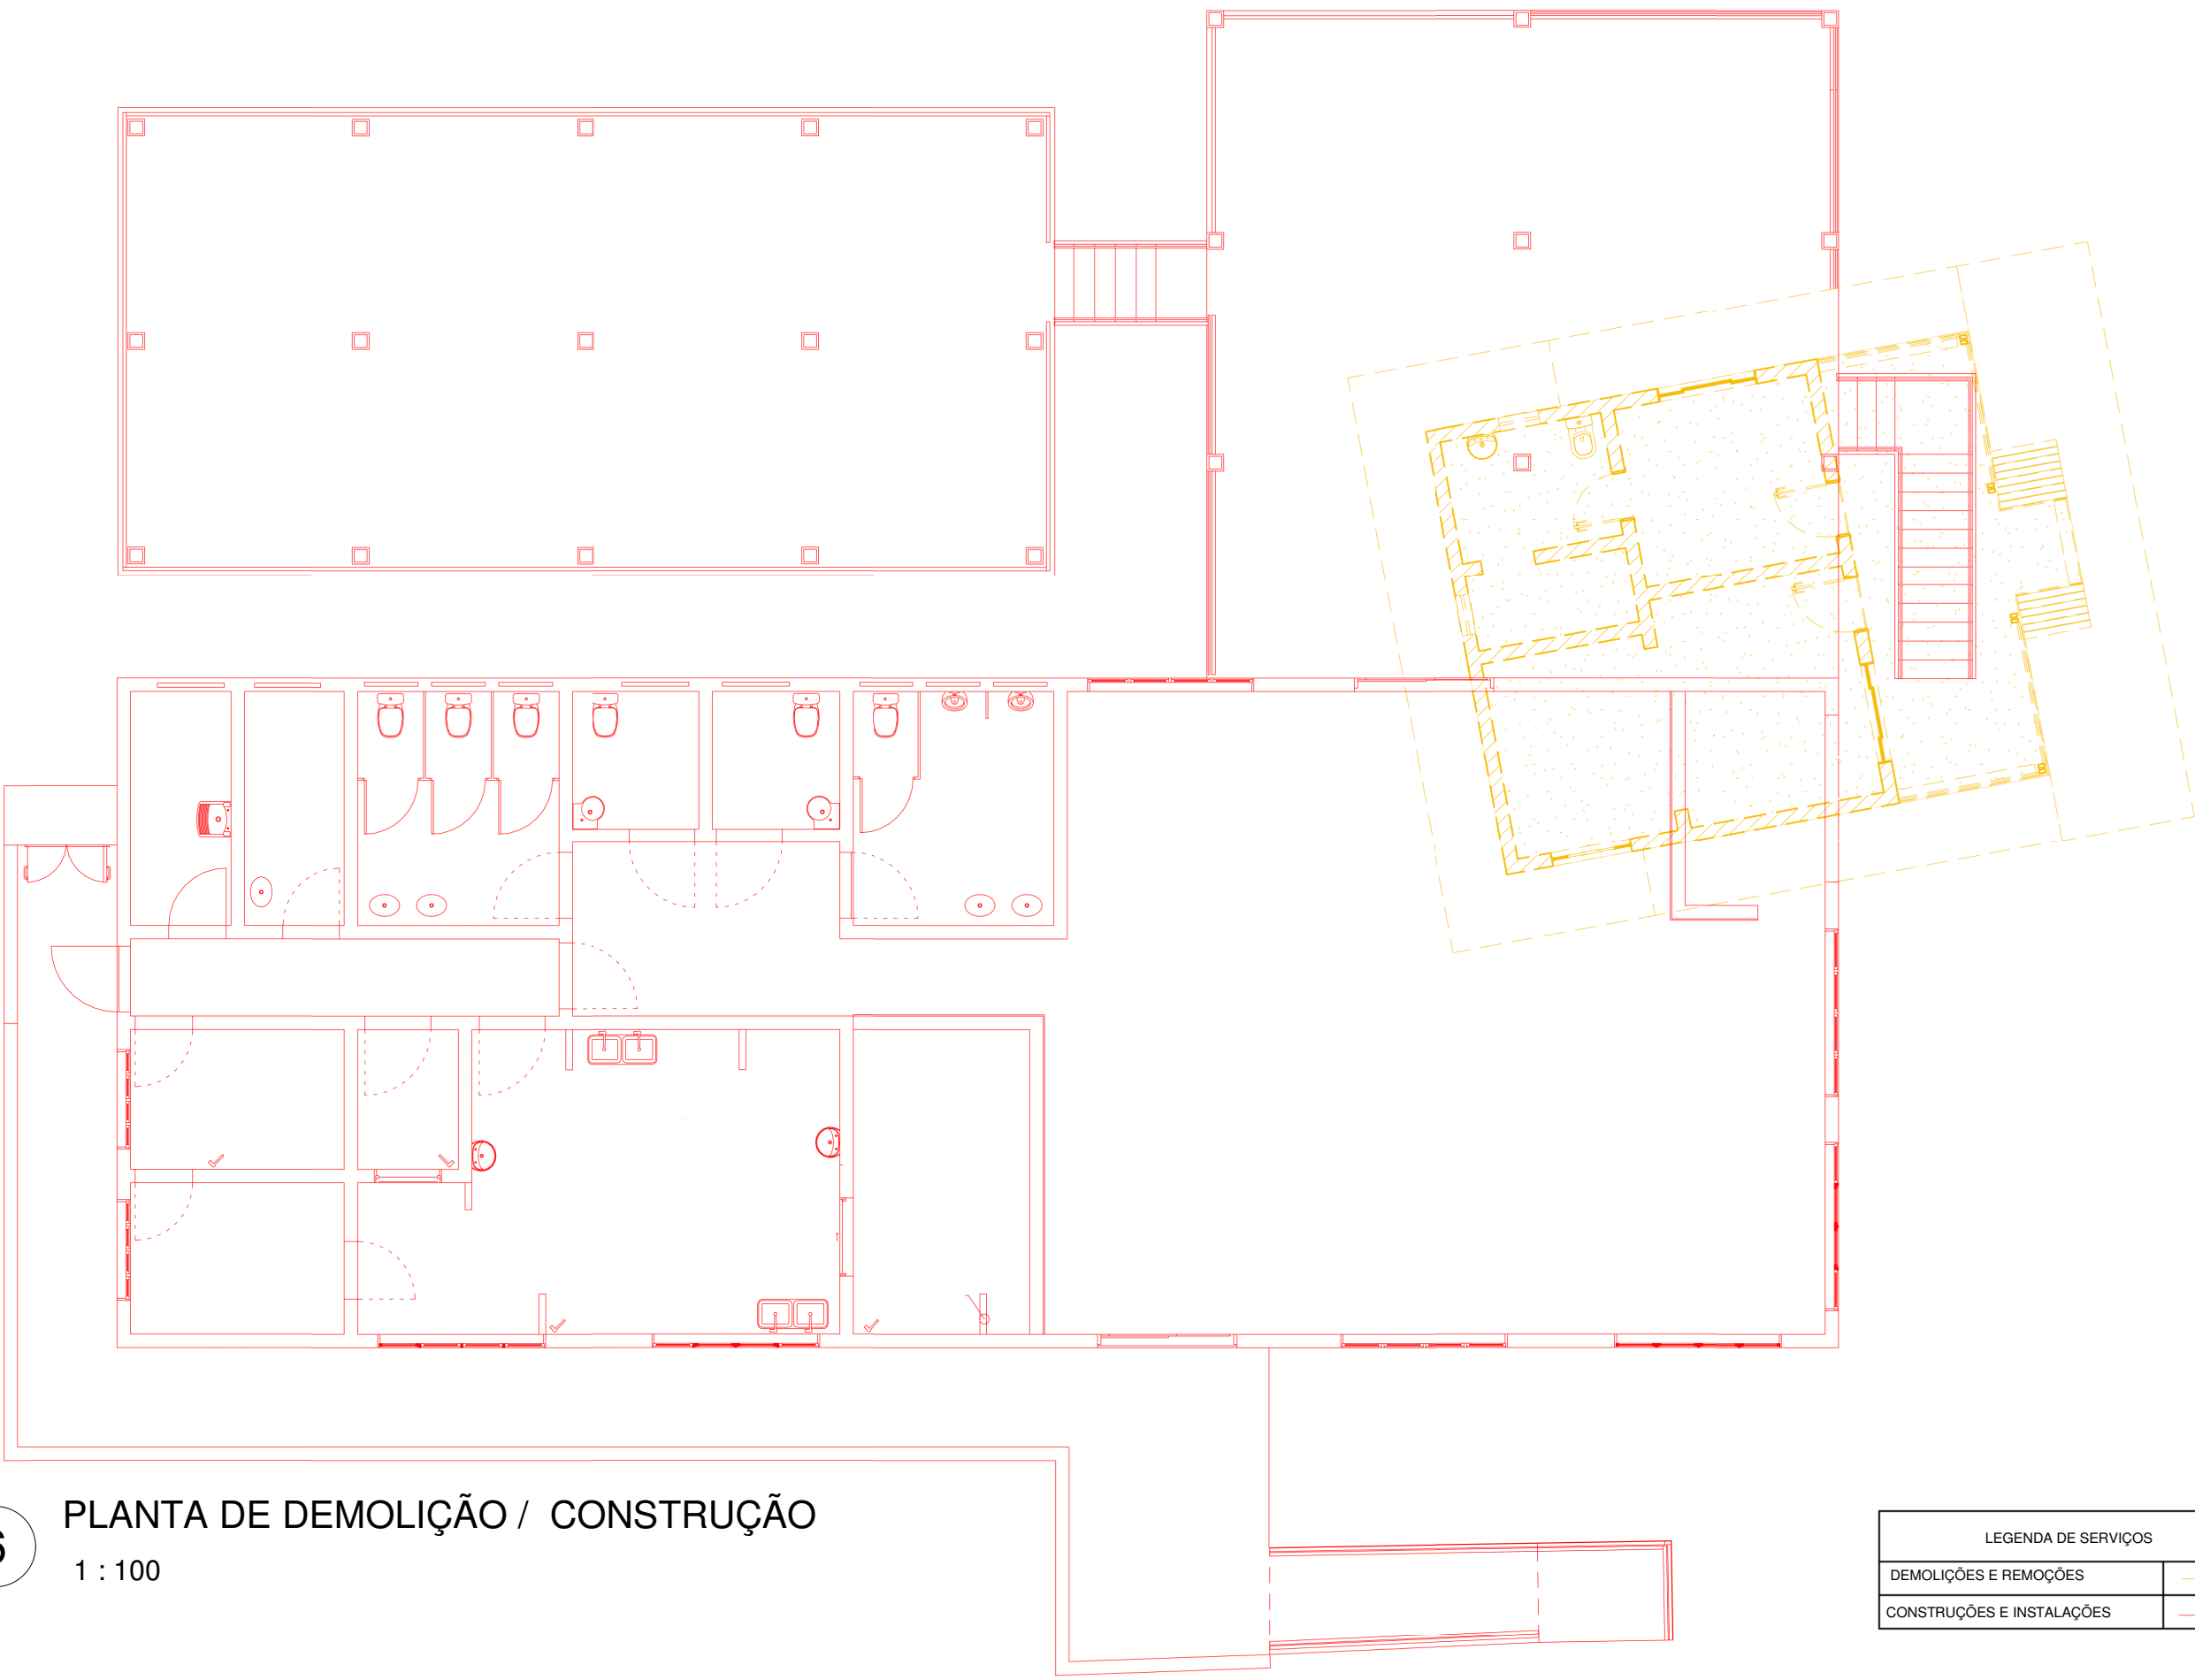 PLANTA DE DEMOLIÇÃO / CONSTRUÇÃO
1 : 100
LEGENDA DE SERVIÇOS
DEMOLIÇÕES E REMOÇÕES
CONSTRUÇÕES E INSTALAÇÕES